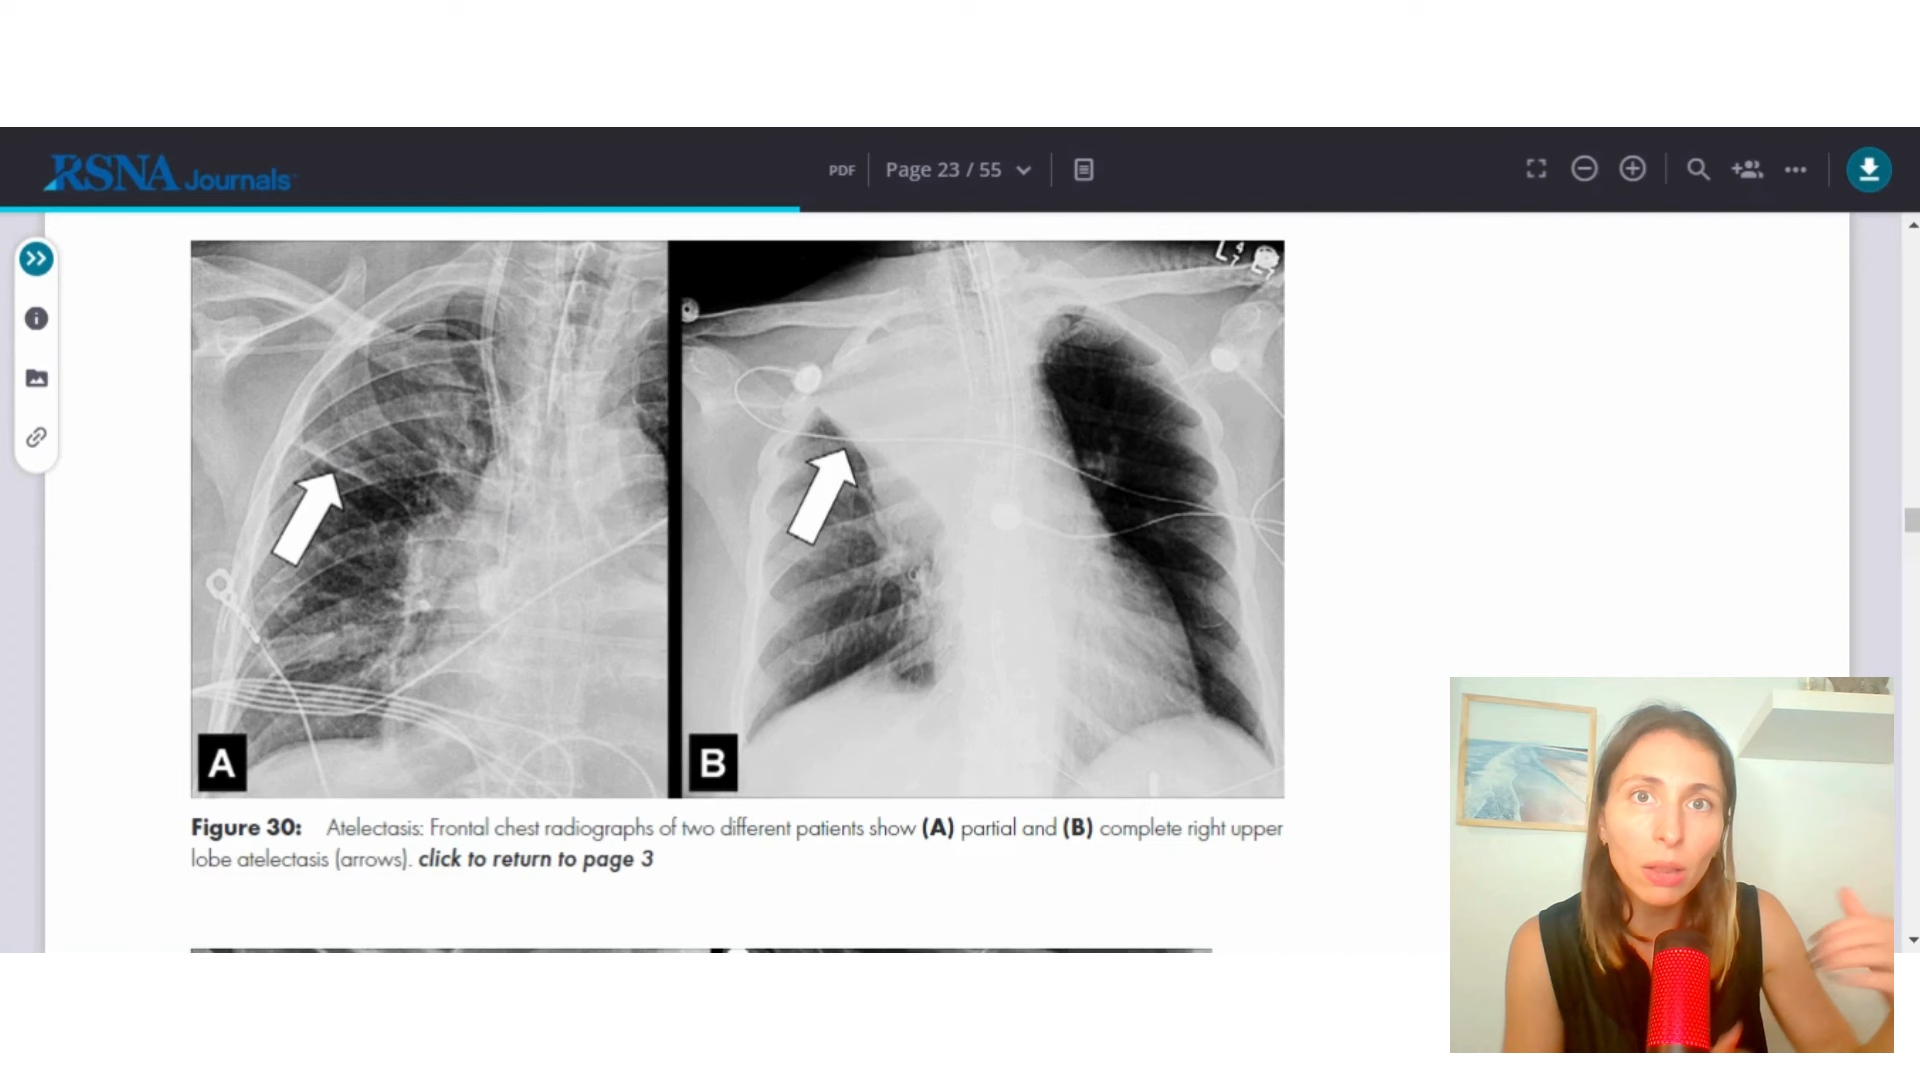 RSNA Journals
PDF
Page 23 / 55
A
B
Figure 30: Atelectasis: Frontal chest radiographs of two different patients show (A) partial and (B) complete right upper
lobe atelectasis (arrows). click to return to page 3